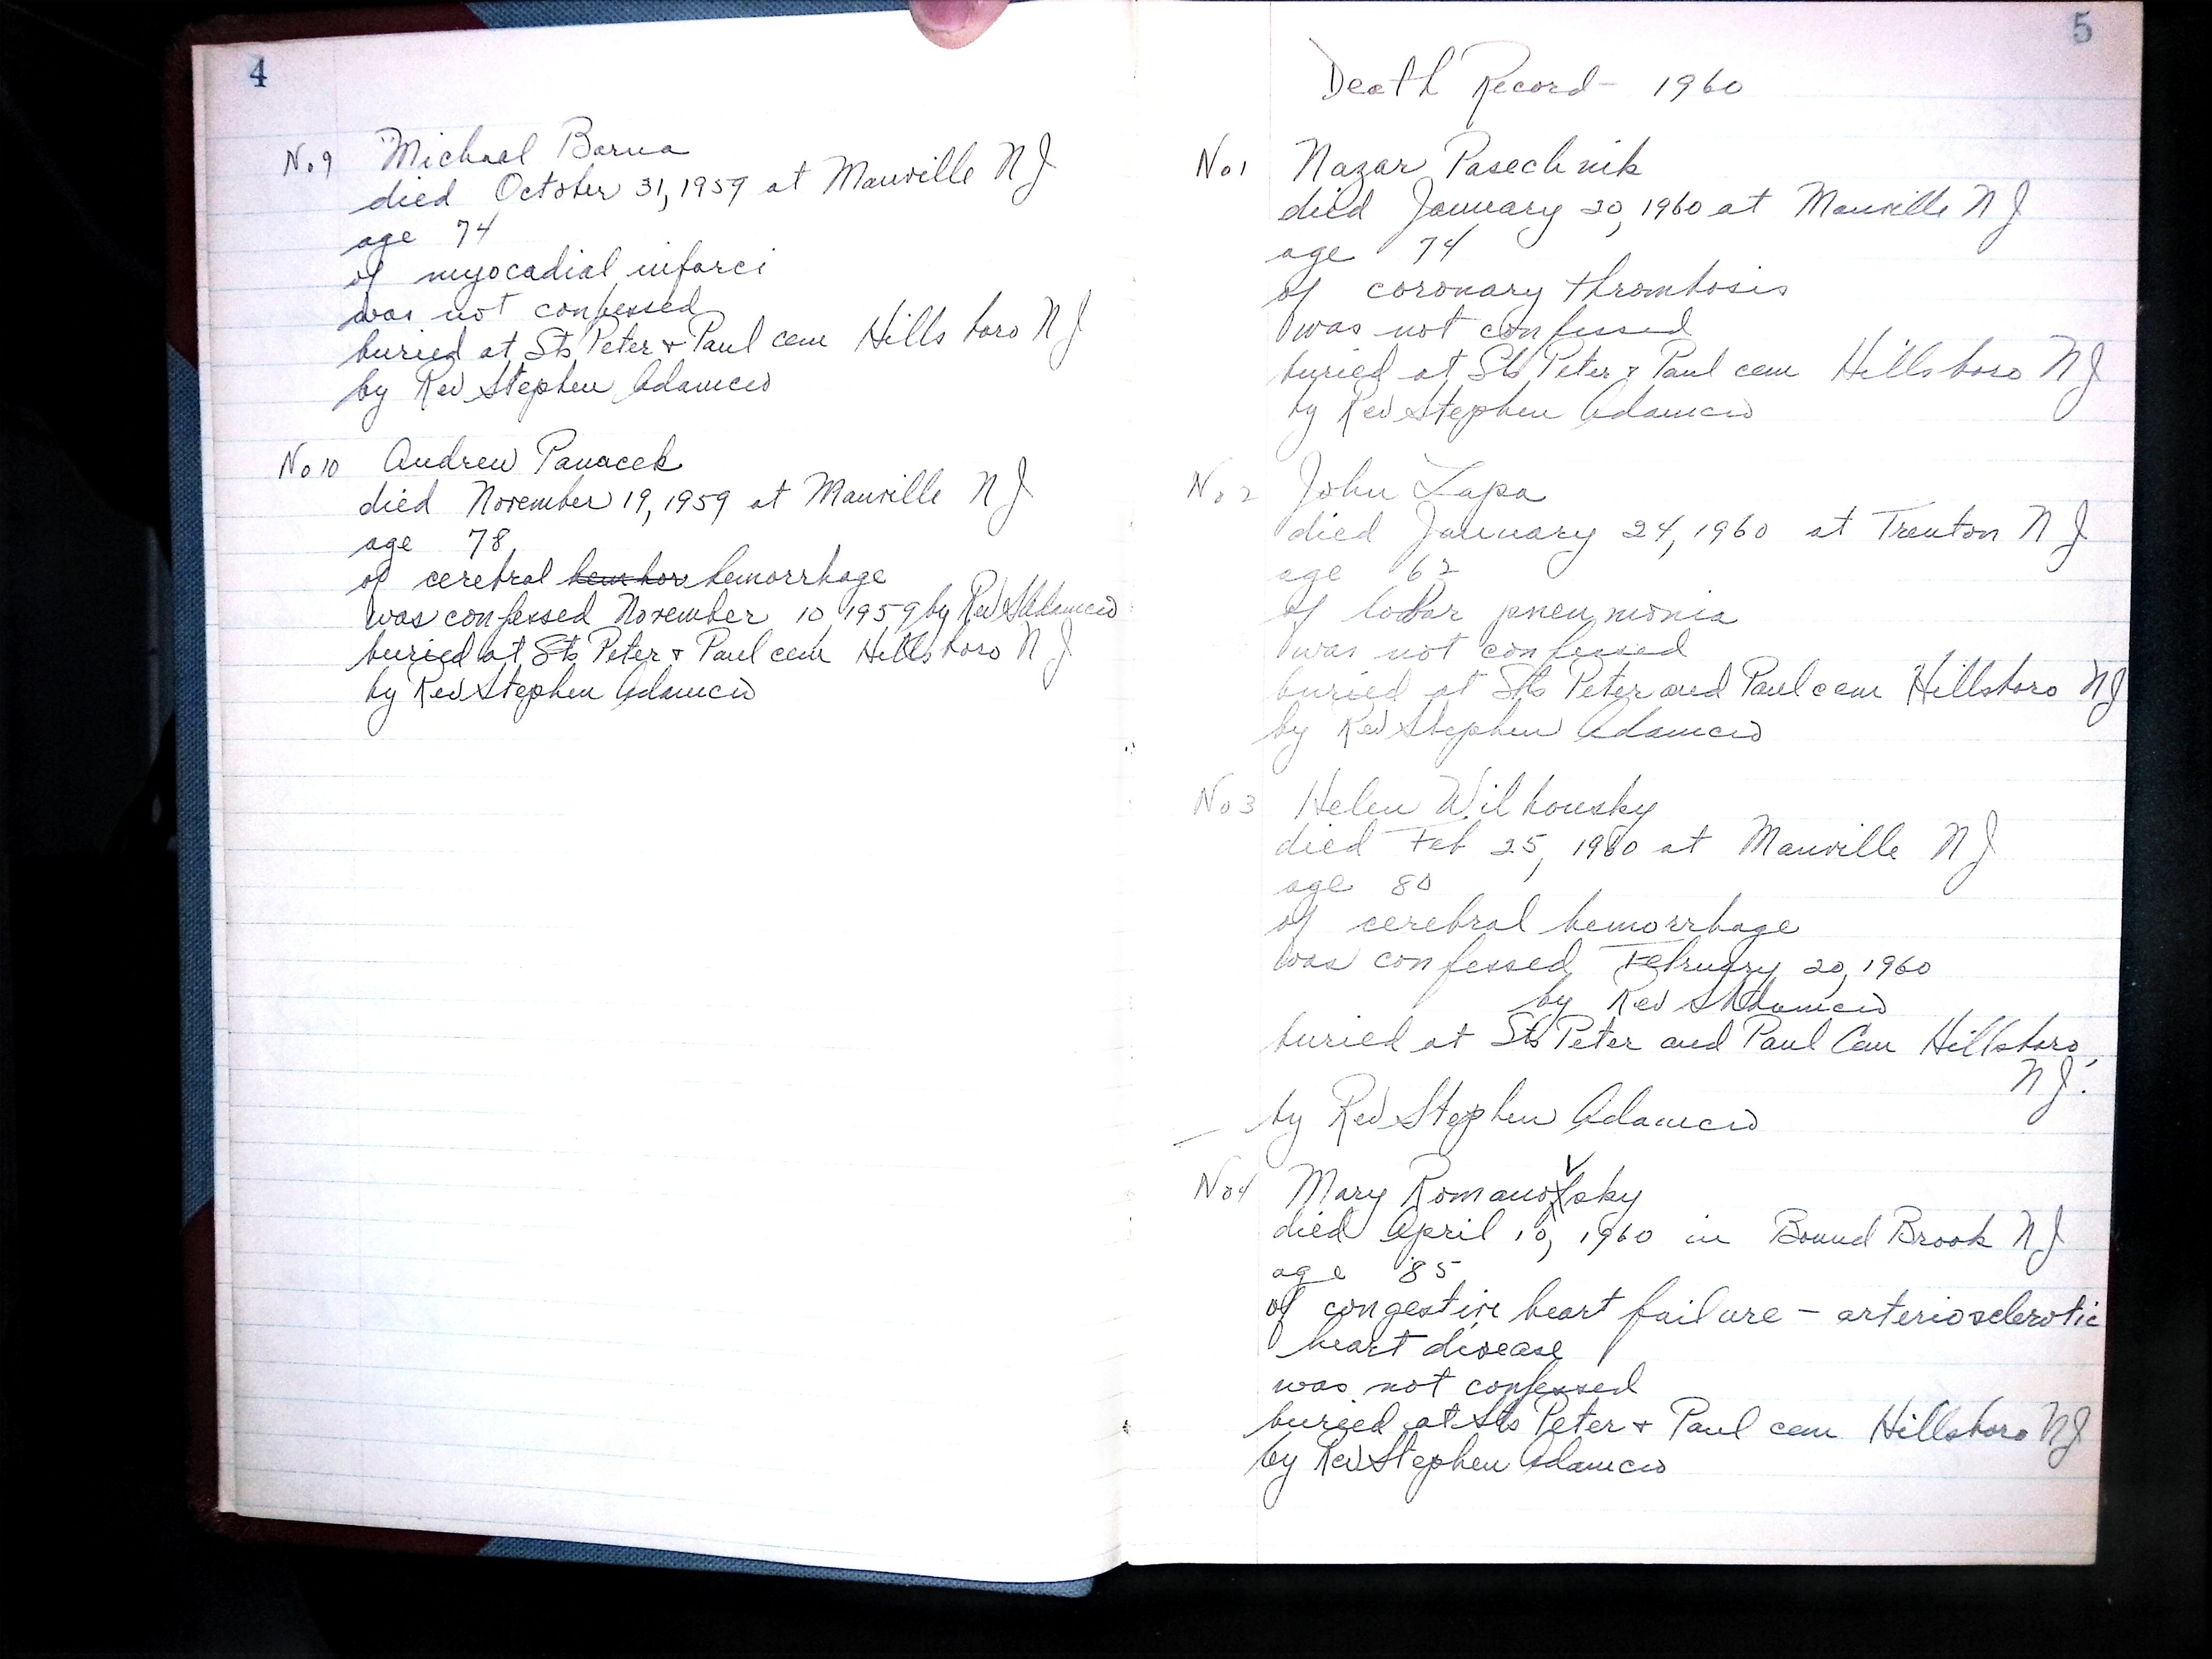 4
No 9 Michael Barna
died October 31, 1959 at Manville N J
age 74
of myocadial infarci
was not confessed
buried at Sts Peter + Paul cem Hillsboro N J
by Rev Stephen Adamcio
No 10 Andrew Panacek
died November 19, 1959 at Manville N J
age 78
of cerebral hemhor hemorrhage
was confessed November 10, 1959 by Rev S Adamcio
buried at Sts Peter + Paul cem Hillsboro N J
by Rev Stephen Adamcio
5
Death Record - 1960
No 1 Nazar Pasechnik
died January 20, 1960 at Manville N J
age 74
of coronary thrombosis
was not confessed
buried at Sts Peter + Paul cem Hillsboro N J
by Rev Stephen Adamcio
No 2 John Lapa
died January 24, 1960 at Trenton N J
age 62
of lobar pneumonia
was not confessed
buried at Sts Peter and Paul cem Hillsboro N J
by Rev Stephen Adamcio
No 3 Helen Wilhousky
died Feb 25, 1960 at Manville N J
age 80
of cerebral hemorrhage
was confessed February 20, 1960
by Rev S Adamcio
buried at Sts Peter and Paul Cem Hillsboro,
N J.
by Rev Stephen Adamcio
No 4 Mary Romanovsky
died April 10, 1960 in Bound Brook N J
age 85
of congestive heart failure - arteriosclerotic
heart disease
was not confessed
buried at Sts Peter + Paul cem Hillsboro N J
by Rev Stephen Adamcio